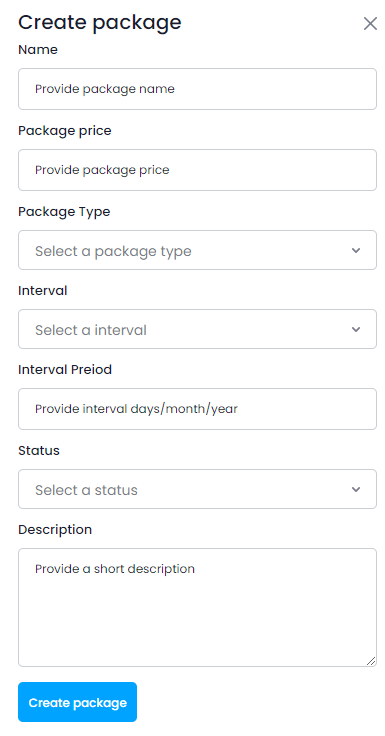 Create package
Name
Provide package name
Package price
Provide package price
Package Type
Select a package type
Interval
Select a interval
Interval Preiod
Provide interval days/month/year
Status
Select a status
Description
Provide a short description
Create package